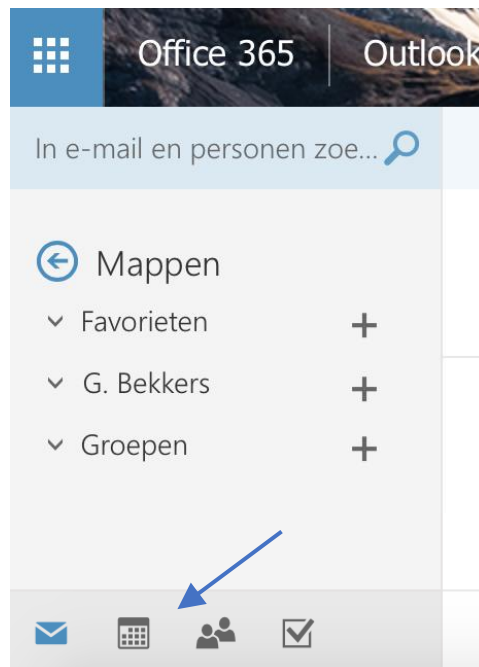 Office 365 Outlook
In e-mail en personen zoe...
Mappen
Favorieten
G. Bekkers
Groepen